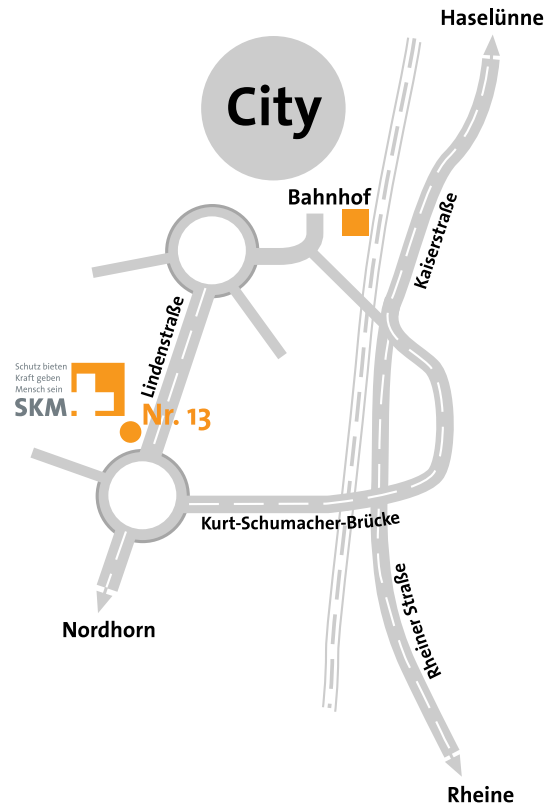 Haselünne
City
Bahnhof
Kaiserstraße
Lindenstraße
Schutz bieten
Kraft geben
Mensch sein
SKM.
Nr. 13
Kurt-Schumacher-Brücke
Rheiner Straße
Nordhorn
Rheine